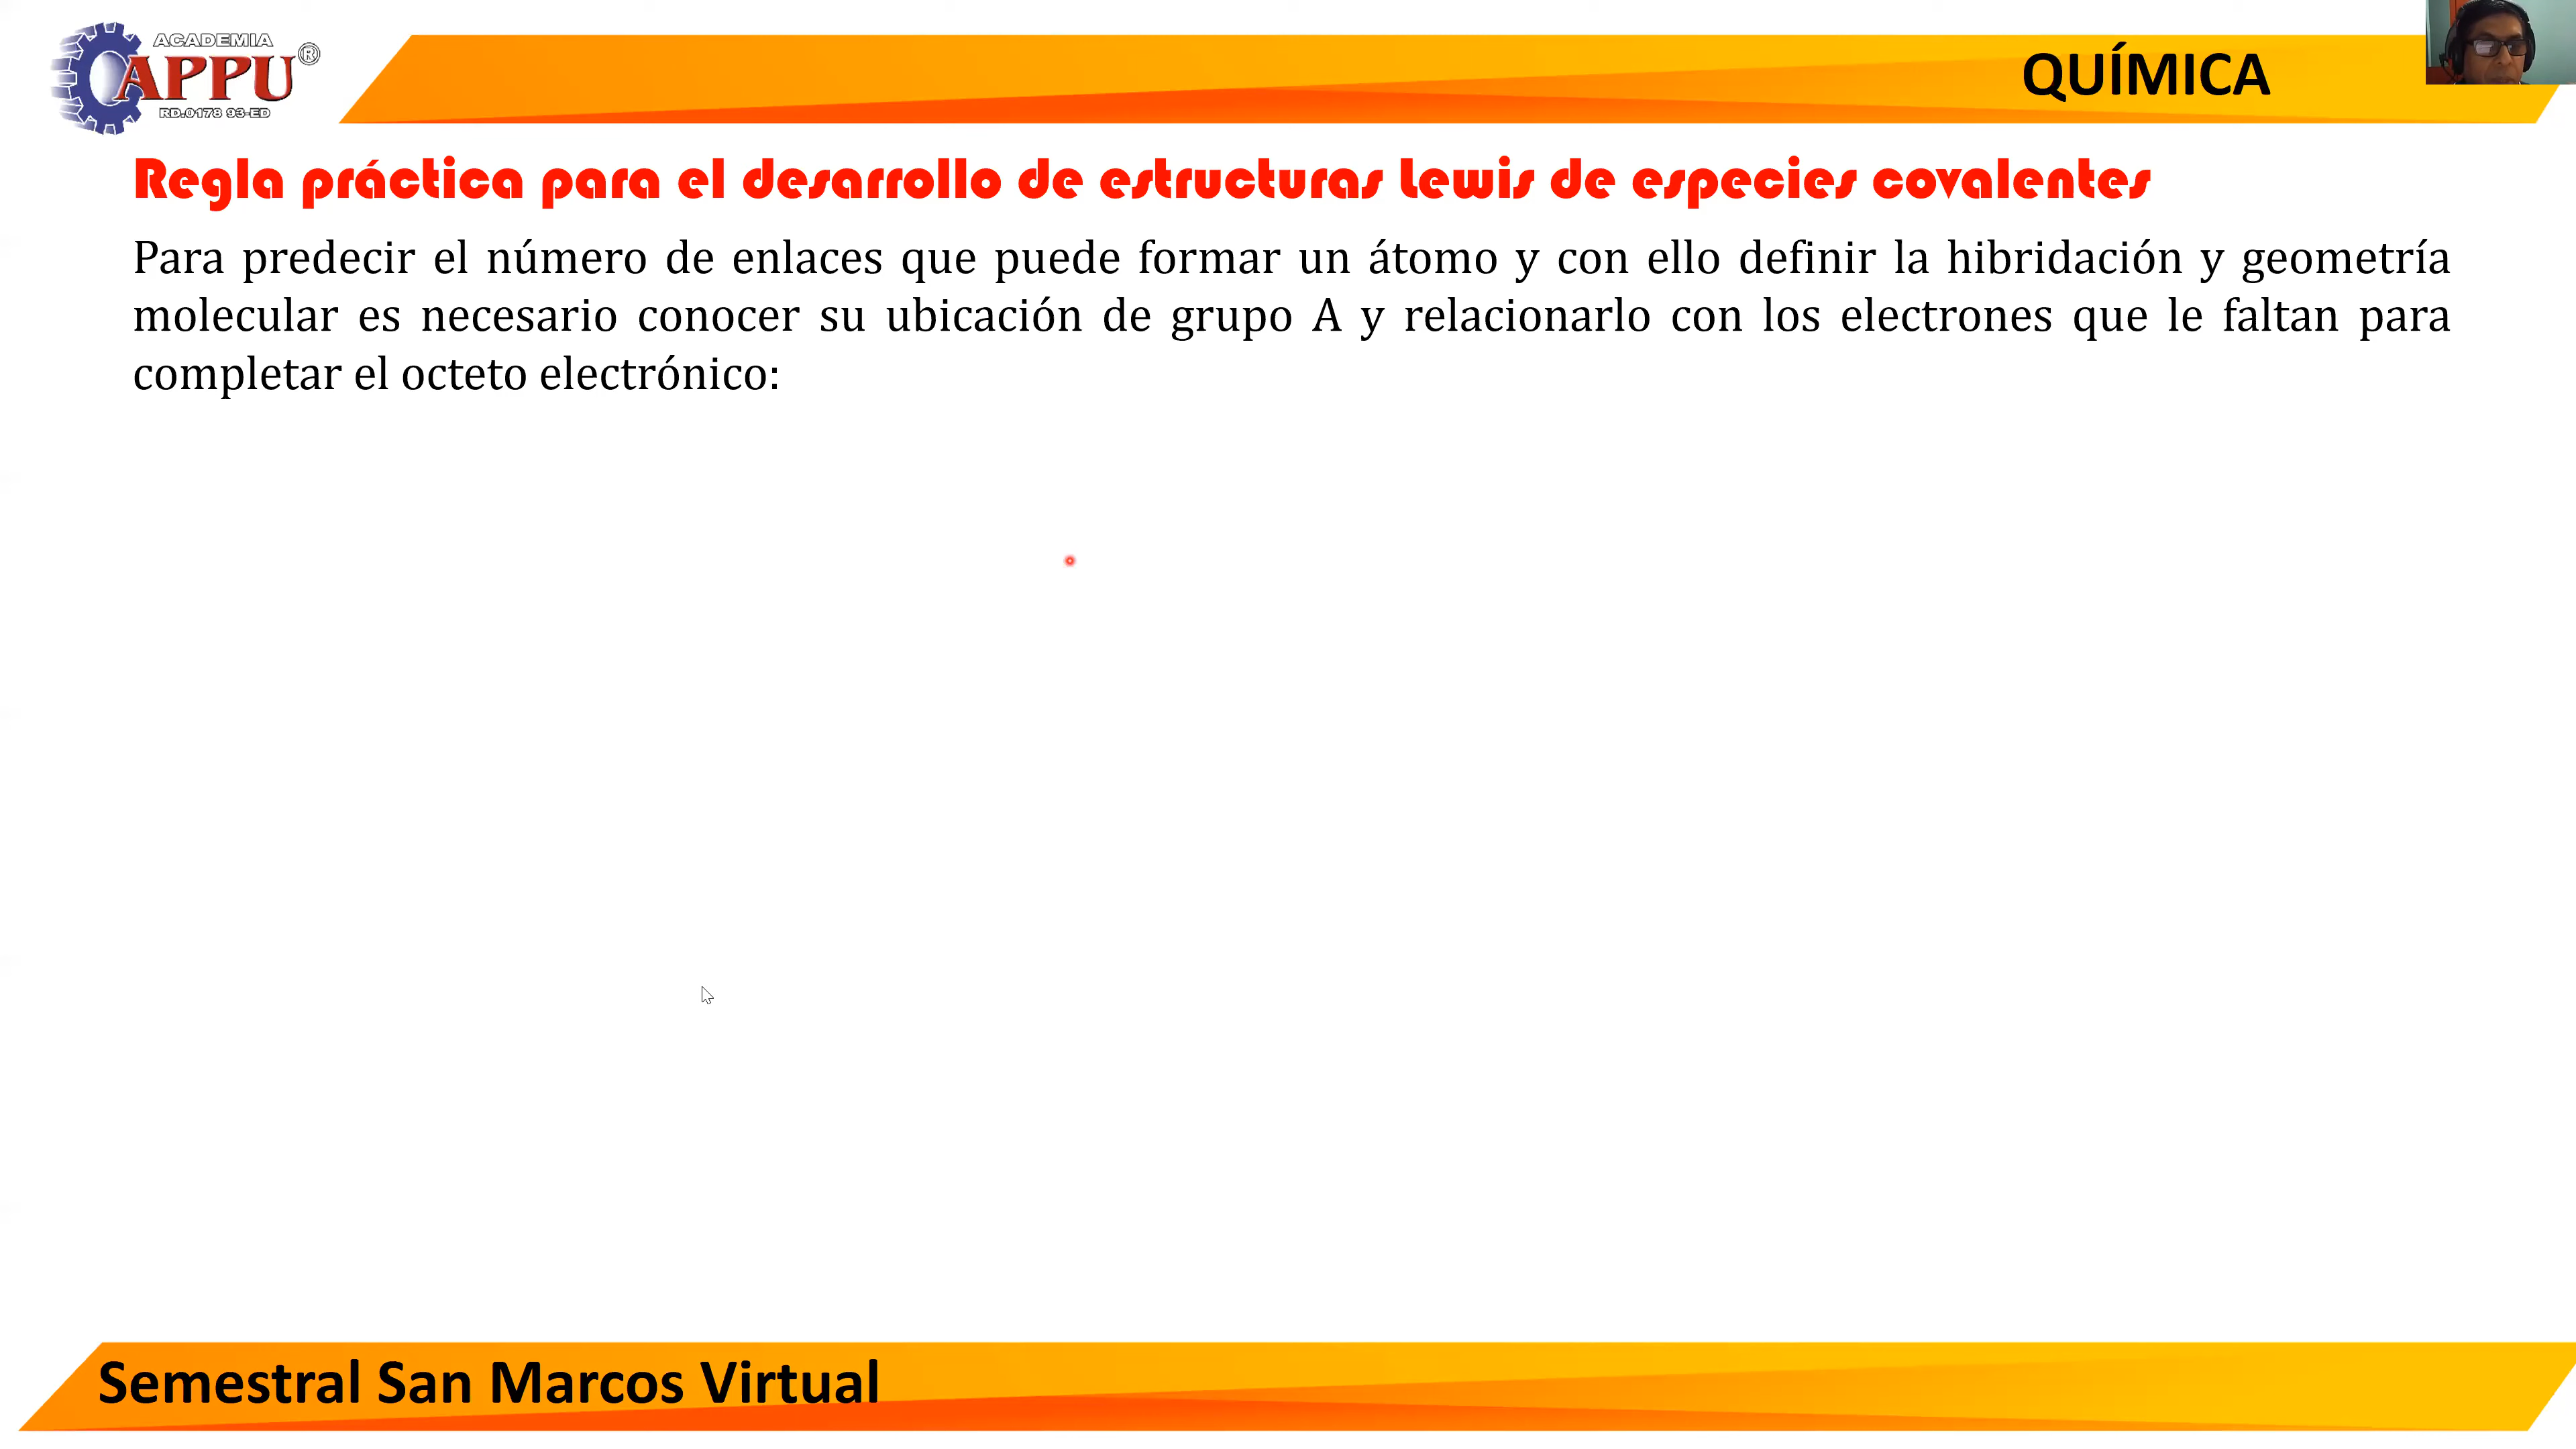 ACADEMIA
APPU®
RD.0178 93-ED
QUÍMICA
Regla práctica para el desarrollo de estructuras Lewis de especies covalentes
Para predecir el número de enlaces que puede formar un átomo y con ello definir la hibridación y geometría
molecular es necesario conocer su ubicación de grupo A y relacionarlo con los electrones que le faltan para
completar el octeto electrónico:
Semestral San Marcos Virtual